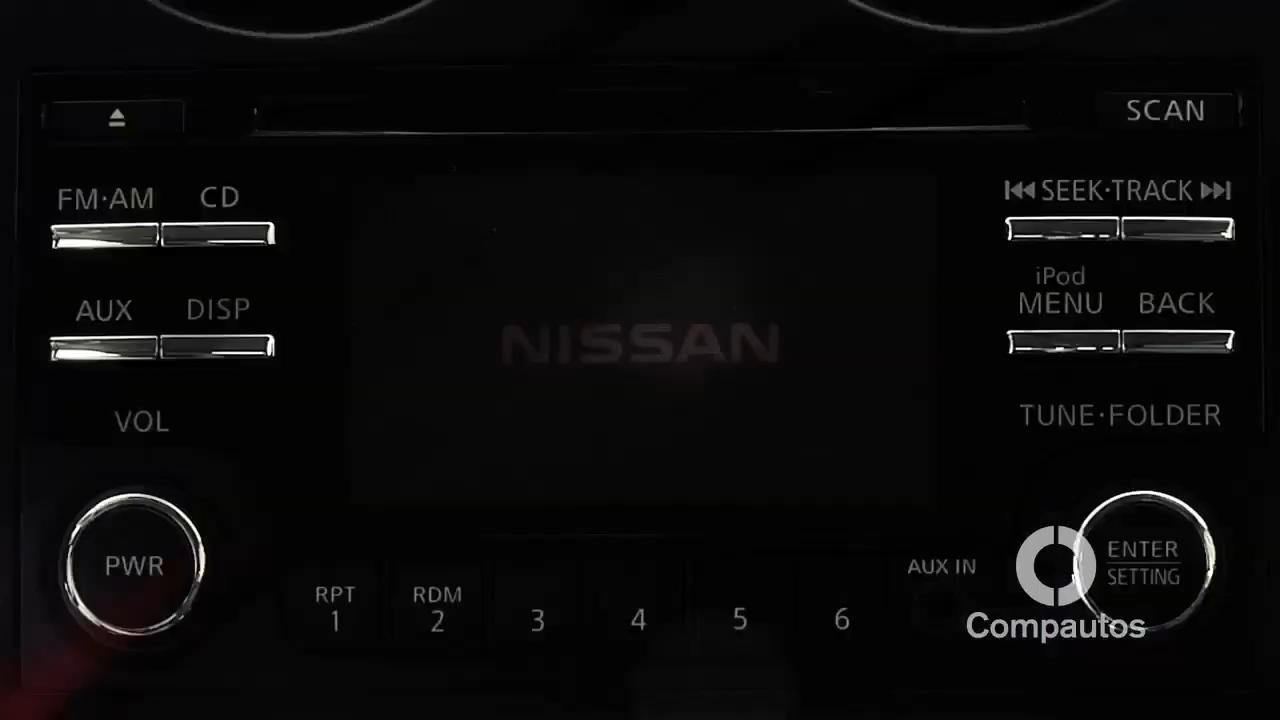 SCAN
FM·AM CD
SEEK·TRACK
iPod
MENU BACK
AUX DISP
NISSAN
VOL
TUNE·FOLDER
PWR
ENTER
SETTING
AUX IN
RPT
1
RDM
2
3
4
5
6
Compautos